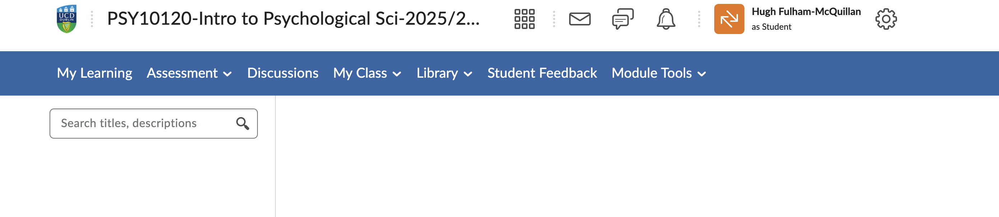 UCD
DUBLIN
PSY10120-Intro to Psychological Sci-2025/2...
Hugh Fulham-McQuillan
as Student
My Learning Assessment Discussions My Class Library Student Feedback Module Tools
Search titles, descriptions